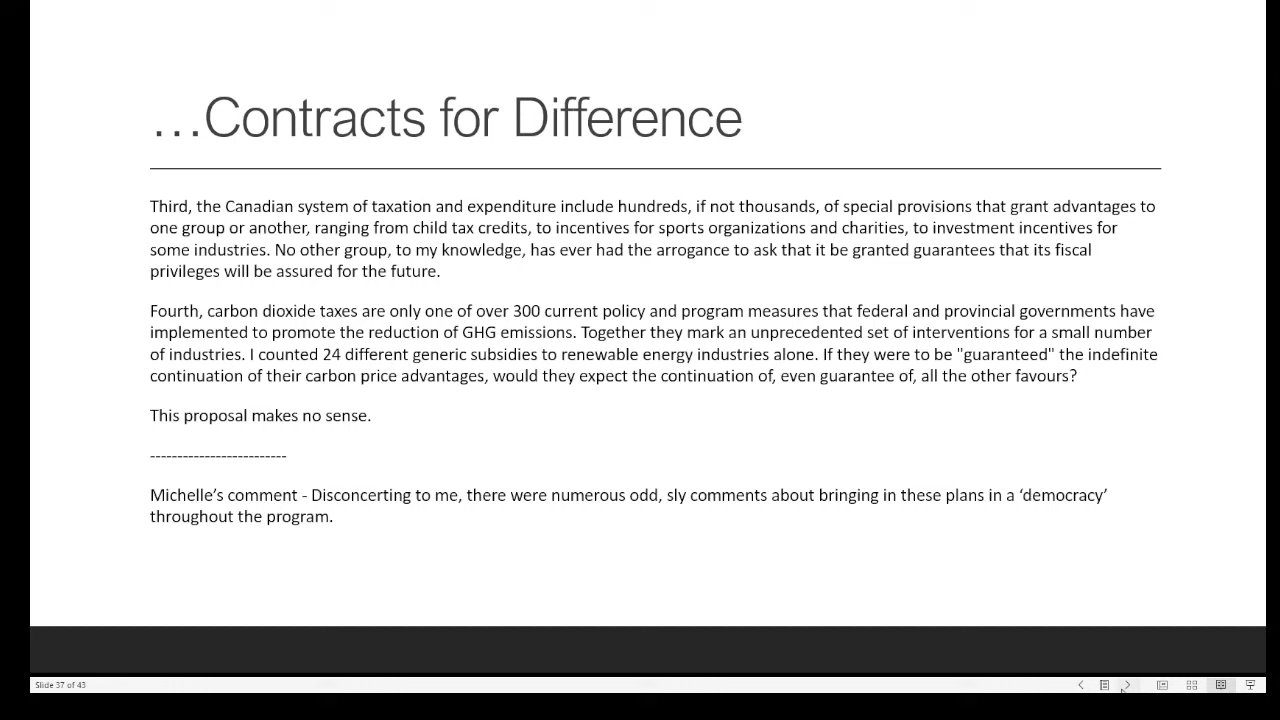 …Contracts for Difference
Third, the Canadian system of taxation and expenditure include hundreds, if not thousands, of special provisions that grant advantages to
one group or another, ranging from child tax credits, to incentives for sports organizations and charities, to investment incentives for
some industries. No other group, to my knowledge, has ever had the arrogance to ask that it be granted guarantees that its fiscal
privileges will be assured for the future.
Fourth, carbon dioxide taxes are only one of over 300 current policy and program measures that federal and provincial governments have
implemented to promote the reduction of GHG emissions. Together they mark an unprecedented set of interventions for a small number
of industries. I counted 24 different generic subsidies to renewable energy industries alone. If they were to be "guaranteed" the indefinite
continuation of their carbon price advantages, would they expect the continuation of, even guarantee of, all the other favours?
This proposal makes no sense.
-------------------------
Michelle’s comment - Disconcerting to me, there were numerous odd, sly comments about bringing in these plans in a ‘democracy’
throughout the program.
Slide 37 of 43